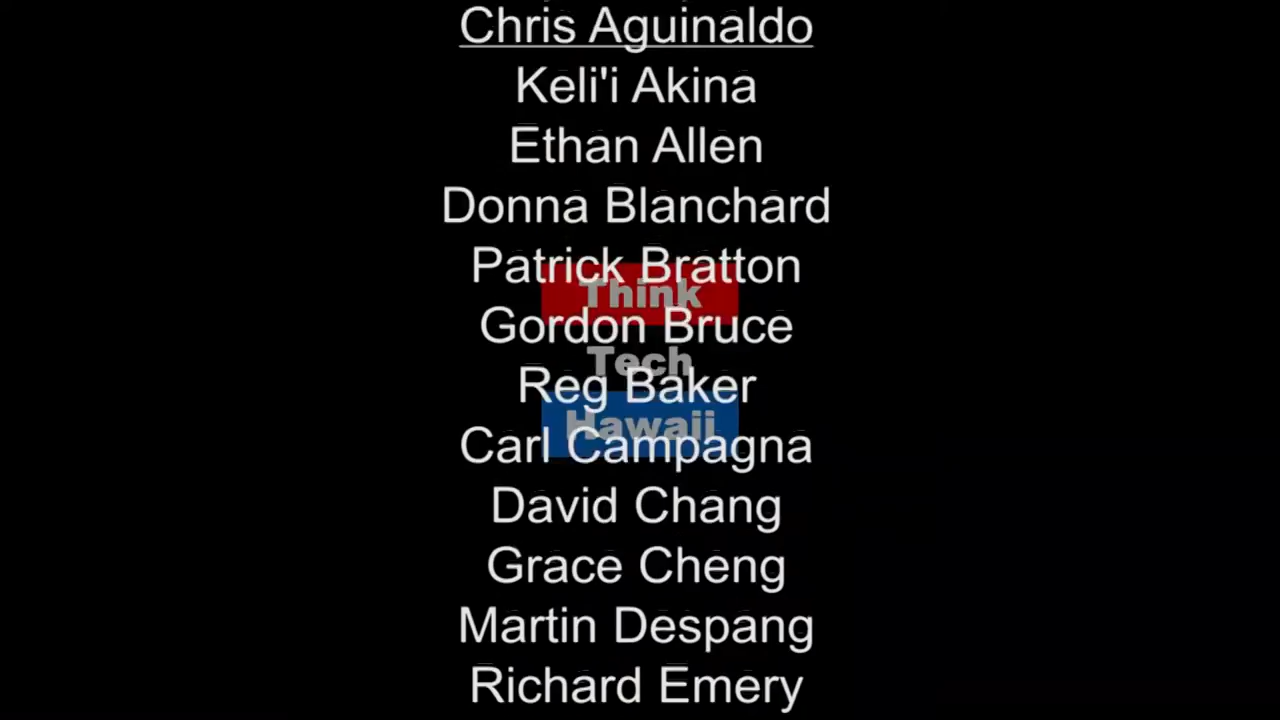 Chris Aguinaldo
Keli'i Akina
Ethan Allen
Donna Blanchard
Patrick Bratton
Think
Gordon Bruce
Tech
Reg Baker
Hawaii
Carl Campagna
David Chang
Grace Cheng
Martin Despang
Richard Emery